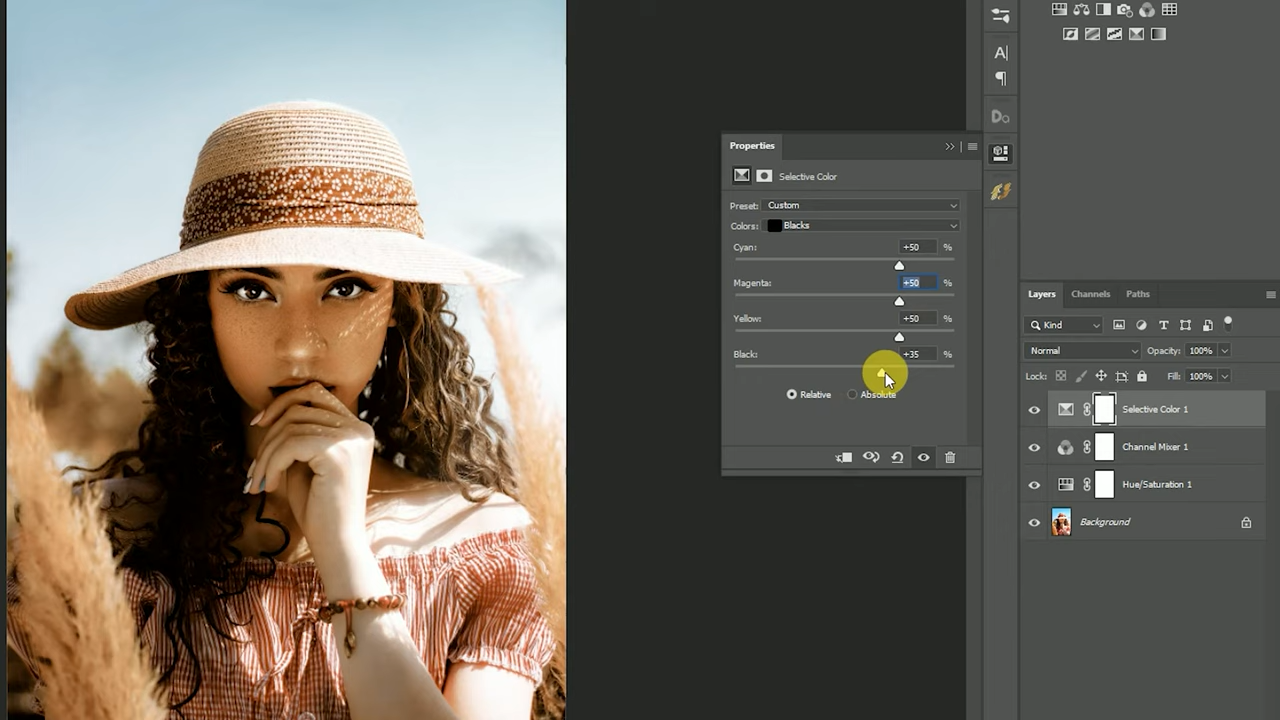 A|
Do
Properties
Selective Color
Preset: Custom
Colors: Blacks
Cyan: +50 %
Magenta: +50 %
Yellow: +50 %
Black: +35 %
Relative Absolute
Layers Channels Paths
Kind
Normal Opacity: 100%
Lock: Fill: 100%
Selective Color 1
Channel Mixer 1
Hue/Saturation 1
Background